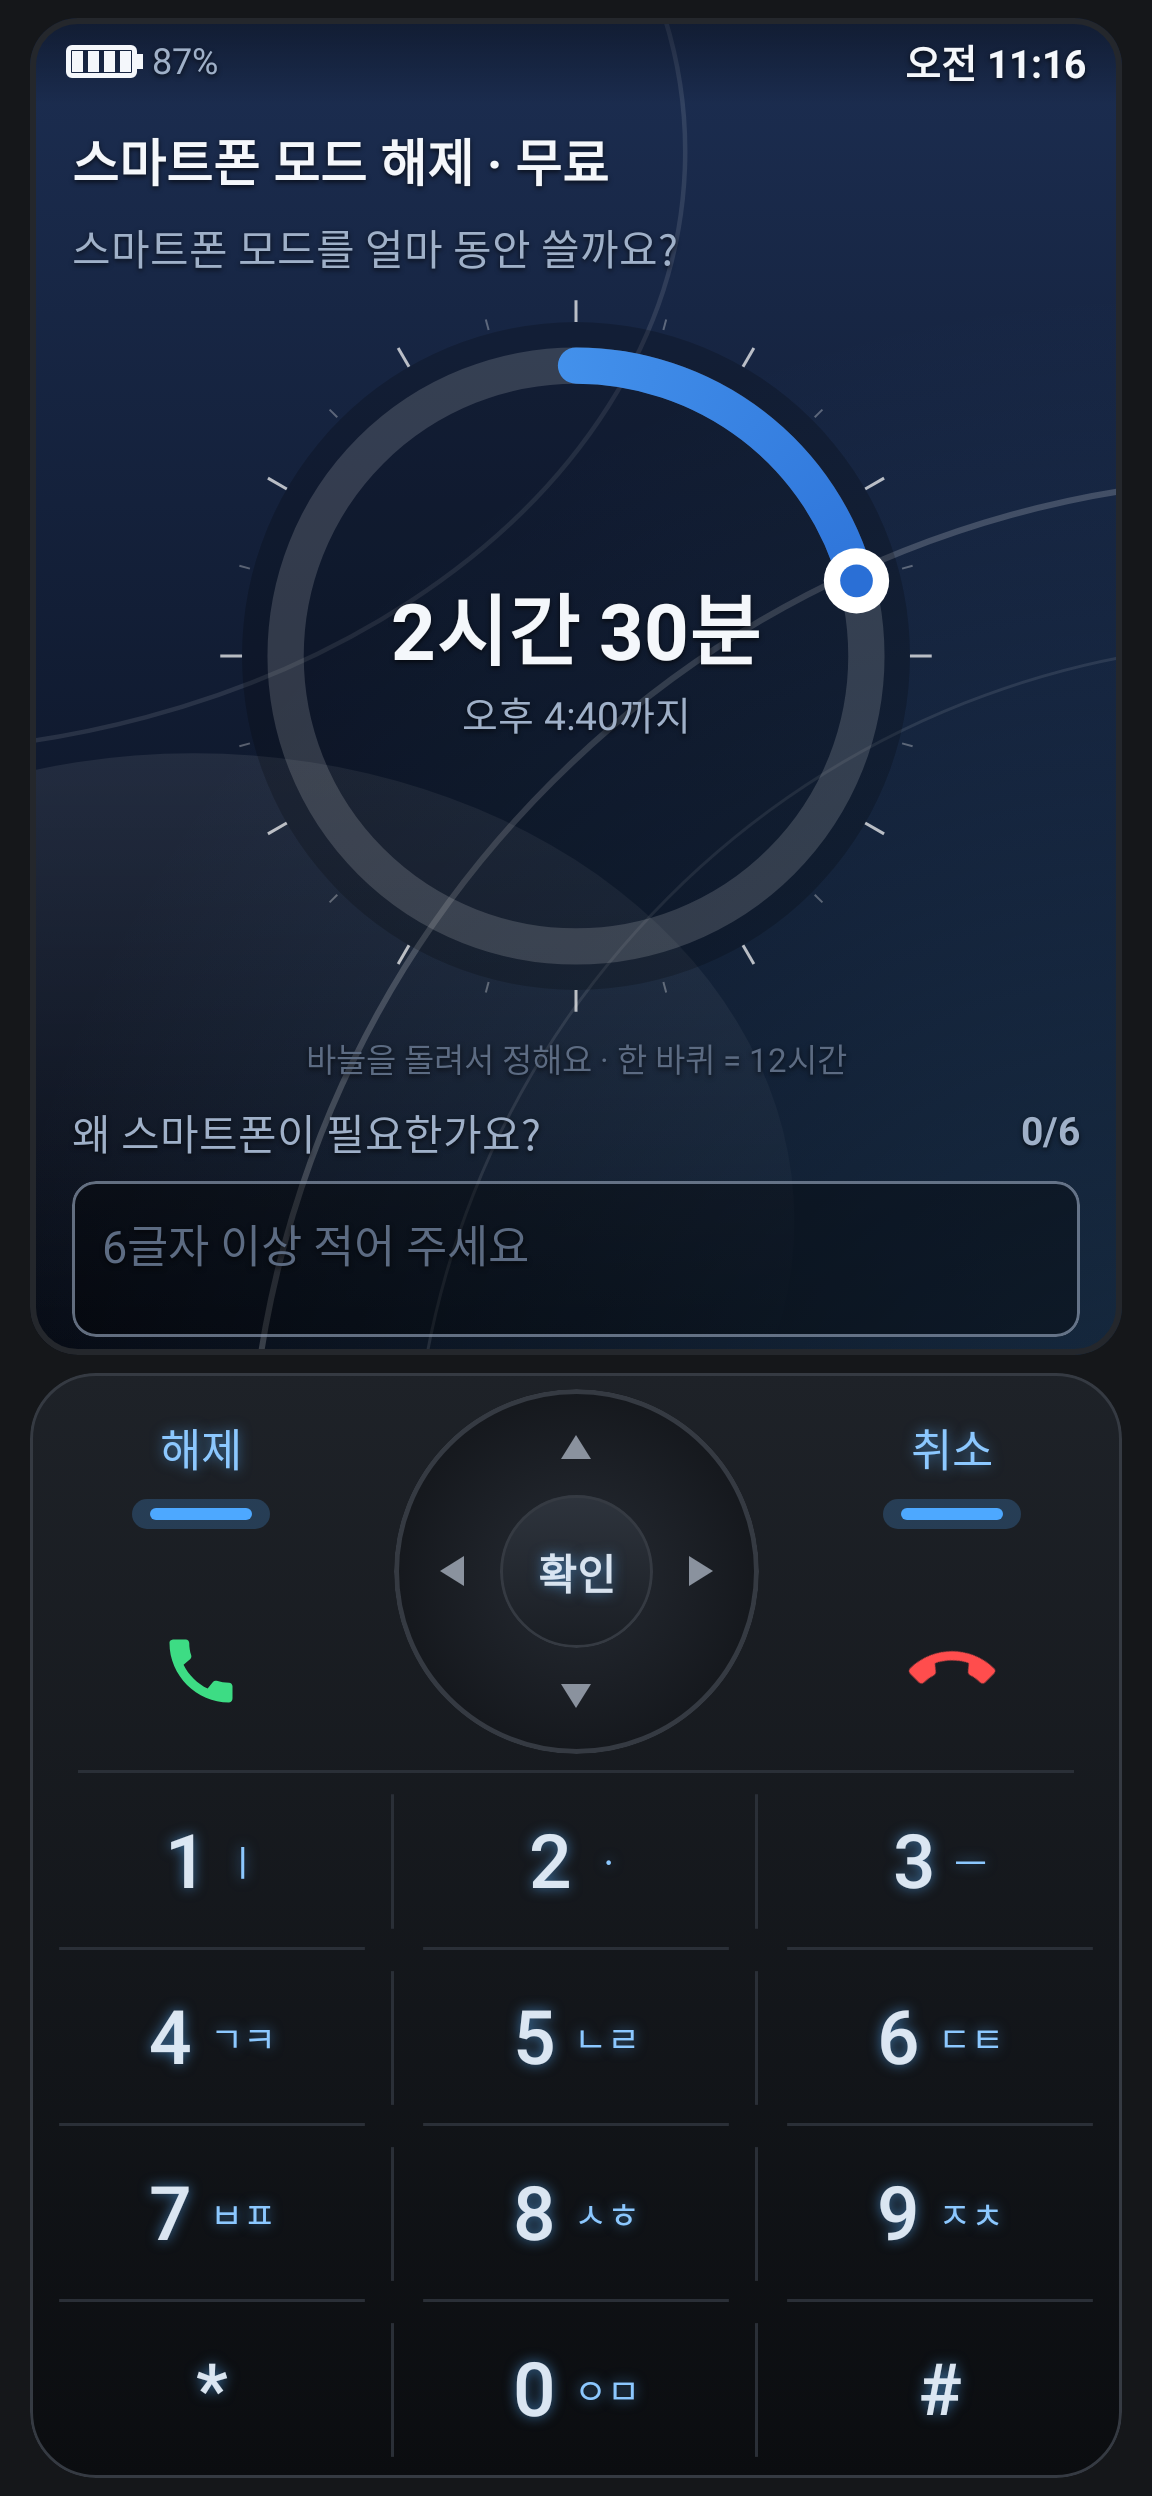 87%
오전 11:16
스마트폰 모드 해제 · 무료
스마트폰 모드를 얼마 동안 쓸까요?
2시간 30분
오후 4:40까지
바늘을 돌려서 정해요 · 한 바퀴 = 12시간
왜 스마트폰이 필요한가요?
0/6
6글자 이상 적어 주세요
해제
취소
확인
1 ㅣ
2 ·
3 ㅡ
4 ㄱㅋ
5 ㄴㄹ
6 ㄷㅌ
7 ㅂㅍ
8 ㅅㅎ
9 ㅈㅊ
*
0 ㅇㅁ
#